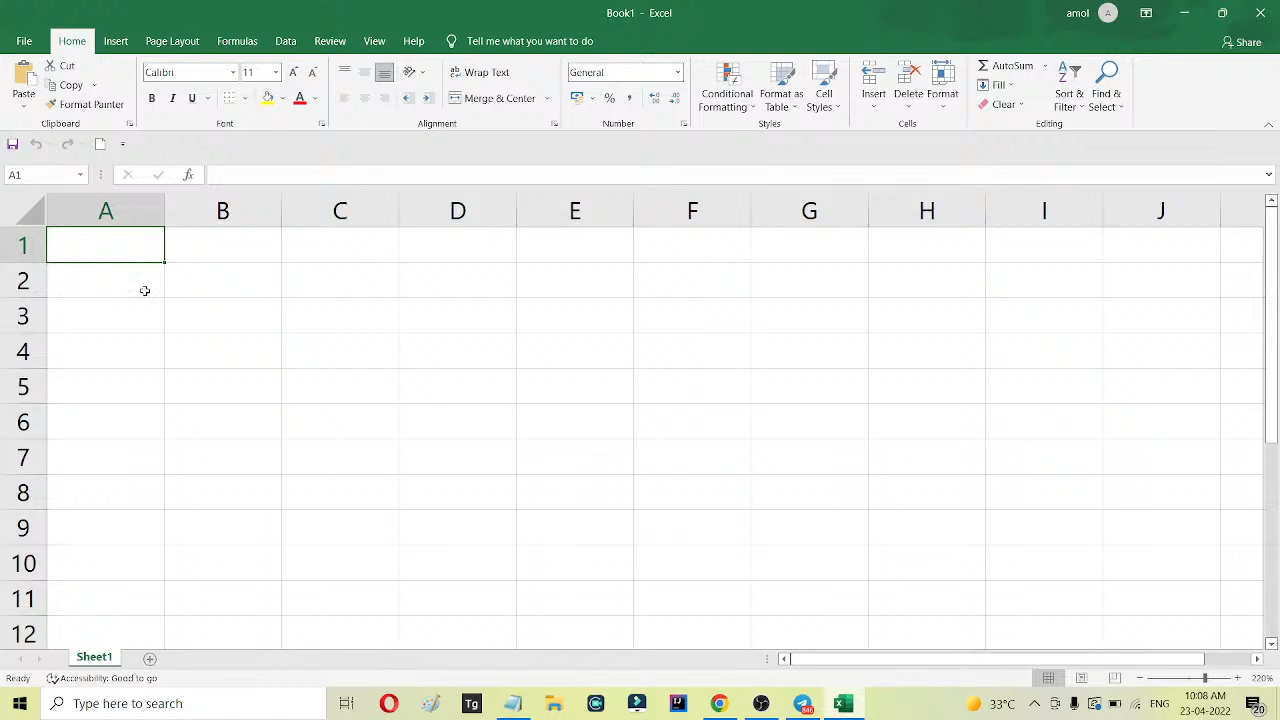 Book1 - Excel
amol
A
File
Home
Insert
Page Layout
Formulas
Data
Review
View
Help
Tell me what you want to do
Share
Paste
Cut
Copy
Format Painter
Clipboard
Calibri
11
B
I
U
A
Font
Wrap Text
Merge & Center
Alignment
General
%
Number
Conditional
Formatting
Format as
Table
Cell
Styles
Styles
Insert
Delete
Format
Cells
AutoSum
Fill
Clear
Sort &
Filter
Find &
Select
Editing
A1
fx
A B C D E F G H I J
1
2
3
4
5
6
7
8
9
10
11
12
Sheet1
Ready
Accessibility: Good to go
220%
Type here to search
Tg
33°C
ENG
10:08 AM
23-04-2022
20